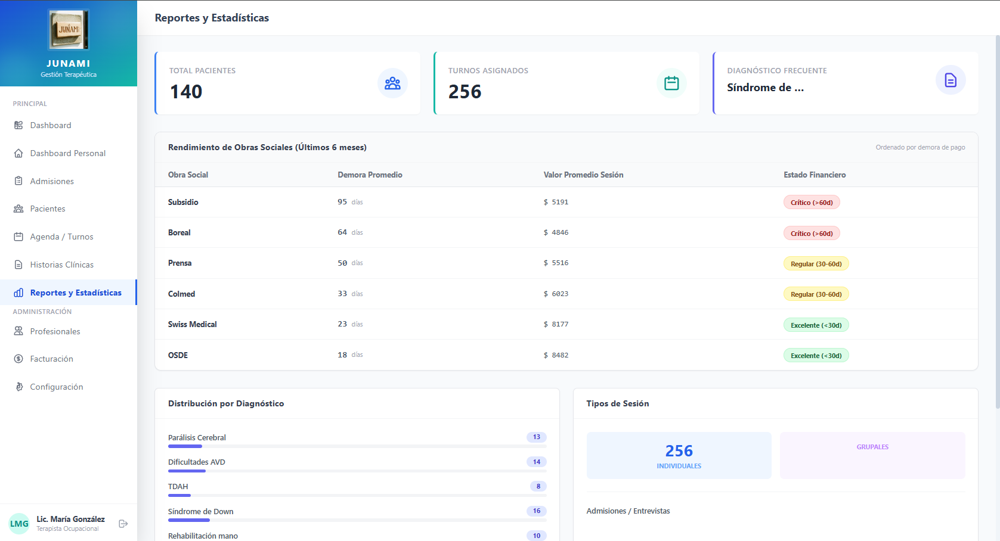 JUNAMI
JUNAMI
Gestión Terapéutica
PRINCIPAL
Dashboard
Dashboard Personal
Admisiones
Pacientes
Agenda / Turnos
Historias Clínicas
Reportes y Estadísticas
ADMINISTRACIÓN
Profesionales
Facturación
Configuración
LMG
Lic. María González
Terapista Ocupacional
Reportes y Estadísticas
TOTAL PACIENTES
140
TURNOS ASIGNADOS
256
DIAGNÓSTICO FRECUENTE
Síndrome de ...
Rendimiento de Obras Sociales (Últimos 6 meses)
Ordenado por demora de pago
Obra Social Demora Promedio Valor Promedio Sesión Estado Financiero
Subsidio 95 días $ 5191 Crítico (>60d)
Boreal 64 días $ 4846 Crítico (>60d)
Prensa 50 días $ 5516 Regular (30-60d)
Colmed 33 días $ 6023 Regular (30-60d)
Swiss Medical 23 días $ 8177 Excelente (<30d)
OSDE 18 días $ 8482 Excelente (<30d)
Distribución por Diagnóstico
Parálisis Cerebral 13
Dificultades AVD 14
TDAH 8
Síndrome de Down 16
Rehabilitación mano 10
Tipos de Sesión
256
INDIVIDUALES
GRUPALES
Admisiones / Entrevistas